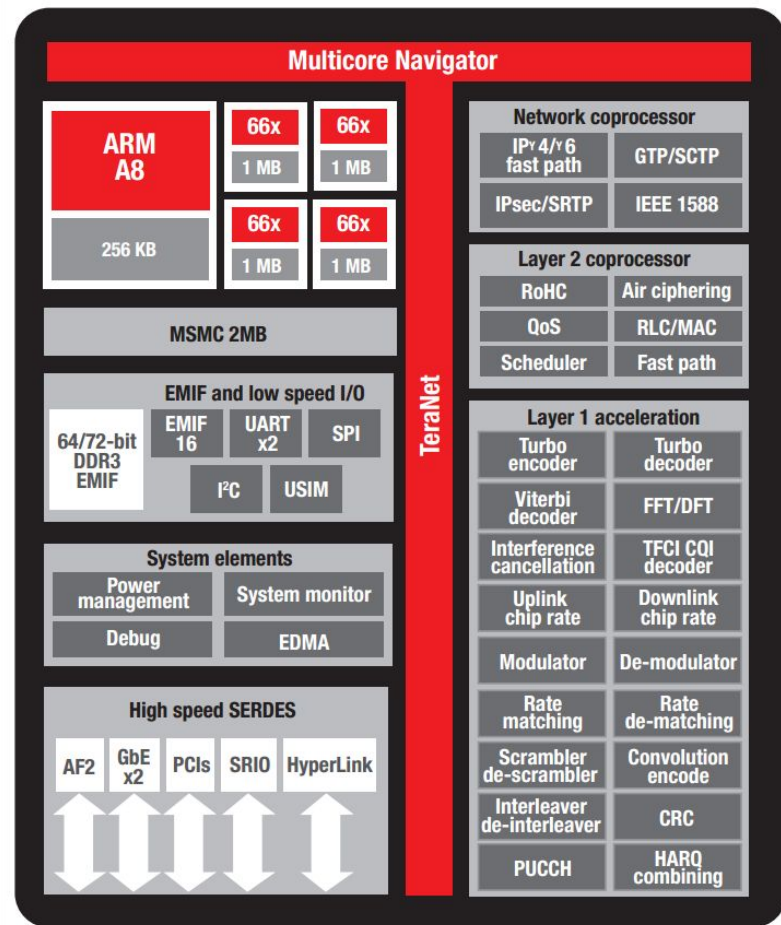 Multicore Navigator
ARM
A8
256 KB
66x
1 MB
66x
1 MB
66x
1 MB
66x
1 MB
MSMC 2MB
EMIF and low speed I/O
64/72-bit
DDR3
EMIF
EMIF
16
UART
x2
SPI
I²C
USIM
System elements
Power
management
System monitor
Debug
EDMA
High speed SERDES
AF2
GbE
x2
PCIs
SRIO
HyperLink
TeraNet
Network coprocessor
IPᵞ 4/ᵞ 6
fast path
GTP/SCTP
IPsec/SRTP
IEEE 1588
Layer 2 coprocessor
RoHC
Air ciphering
QoS
RLC/MAC
Scheduler
Fast path
Layer 1 acceleration
Turbo
encoder
Turbo
decoder
Viterbi
decoder
FFT/DFT
Interference
cancellation
TFCI CQI
decoder
Uplink
chip rate
Downlink
chip rate
Modulator
De-modulator
Rate
matching
Rate
de-matching
Scrambler
de-scrambler
Convolution
encode
Interleaver
de-interleaver
CRC
PUCCH
HARQ
combining